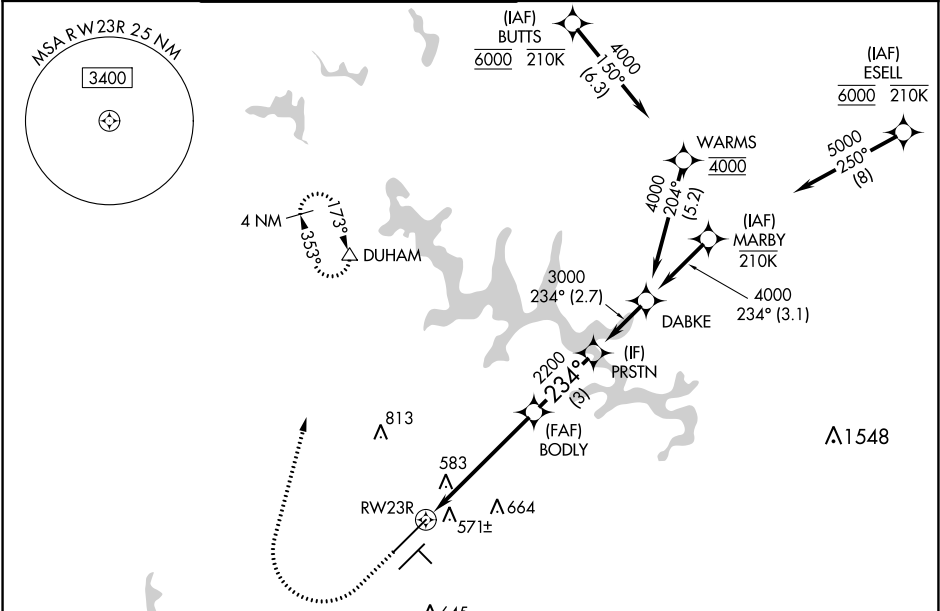 MSA RW23R 25 NM
3400
(IAF)
BUTTS
6000 210K
4000
150°
(6.3)
(IAF)
ESELL
6000 210K
5000
250°
(8)
WARMS
4000
4000
204°
(5.2)
(IAF)
MARBY
210K
4 NM
173°
353°
DUHAM
3000
234° (2.7)
4000
234° (3.1)
DABKE
(IF)
PRSTN
2200
234°
(3)
(FAF)
BODLY
813
1548
583
RW23R
571±
664
645